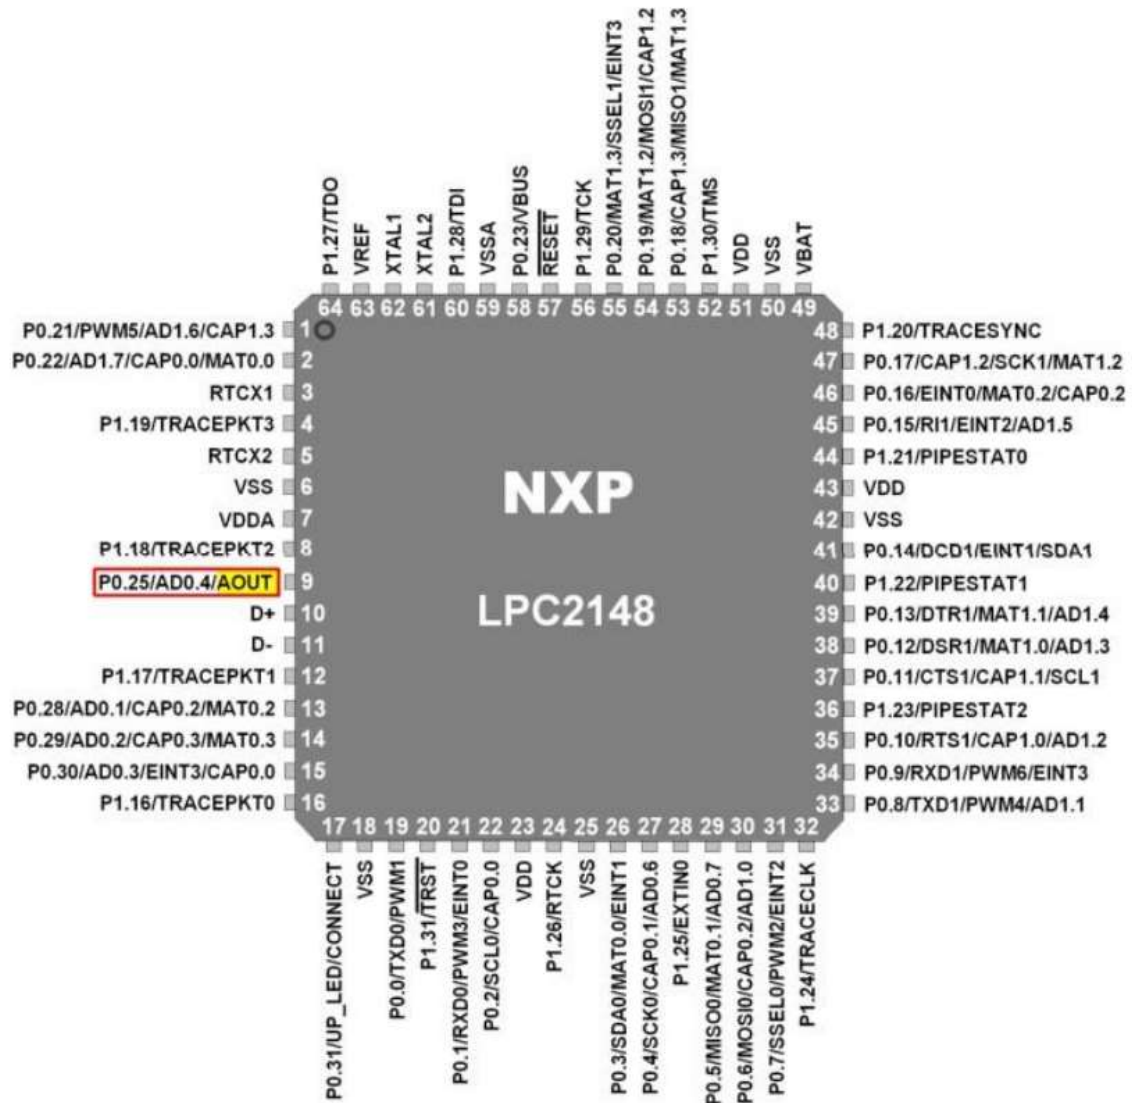 P1.27/TDO
VREF
XTAL1
XTAL2
P1.28/TDI
VSSA
P0.23/VBUS
RESET
P1.29/TCK
P0.20/MAT1.3/SSEL1/EINT3
P0.19/MAT1.2/MOSI1/CAP1.2
P0.18/CAP1.3/MISO1/MAT1.3
P1.30/TMS
VDD
VSS
VBAT
64 63 62 61 60 59 58 57 56 55 54 53 52 51 50 49
P0.21/PWM5/AD1.6/CAP1.3 1
P0.22/AD1.7/CAP0.0/MAT0.0 2
RTCX1 3
P1.19/TRACEPKT3 4
RTCX2 5
VSS 6
VDDA 7
P1.18/TRACEPKT2 8
P0.25/AD0.4/AOUT 9
D+ 10
D- 11
P1.17/TRACEPKT1 12
P0.28/AD0.1/CAP0.2/MAT0.2 13
P0.29/AD0.2/CAP0.3/MAT0.3 14
P0.30/AD0.3/EINT3/CAP0.0 15
P1.16/TRACEPKT0 16
NXP
LPC2148
48 P1.20/TRACESYNC
47 P0.17/CAP1.2/SCK1/MAT1.2
46 P0.16/EINT0/MAT0.2/CAP0.2
45 P0.15/RI1/EINT2/AD1.5
44 P1.21/PIPESTAT0
43 VDD
42 VSS
41 P0.14/DCD1/EINT1/SDA1
40 P1.22/PIPESTAT1
39 P0.13/DTR1/MAT1.1/AD1.4
38 P0.12/DSR1/MAT1.0/AD1.3
37 P0.11/CTS1/CAP1.1/SCL1
36 P1.23/PIPESTAT2
35 P0.10/RTS1/CAP1.0/AD1.2
34 P0.9/RXD1/PWM6/EINT3
33 P0.8/TXD1/PWM4/AD1.1
17 18 19 20 21 22 23 24 25 26 27 28 29 30 31 32
P0.31/UP_LED/CONNECT
VSS
P0.0/TXD0/PWM1
P1.31/TRST
P0.1/RXD0/PWM3/EINT0
P0.2/SCL0/CAP0.0
VDD
P1.26/RTCK
VSS
P0.3/SDA0/MAT0.0/EINT1
P0.4/SCK0/CAP0.1/AD0.6
P1.25/EXTIN0
P0.5/MISO0/MAT0.1/AD0.7
P0.6/MOSI0/CAP0.2/AD1.0
P0.7/SSEL0/PWM2/EINT2
P1.24/TRACECLK